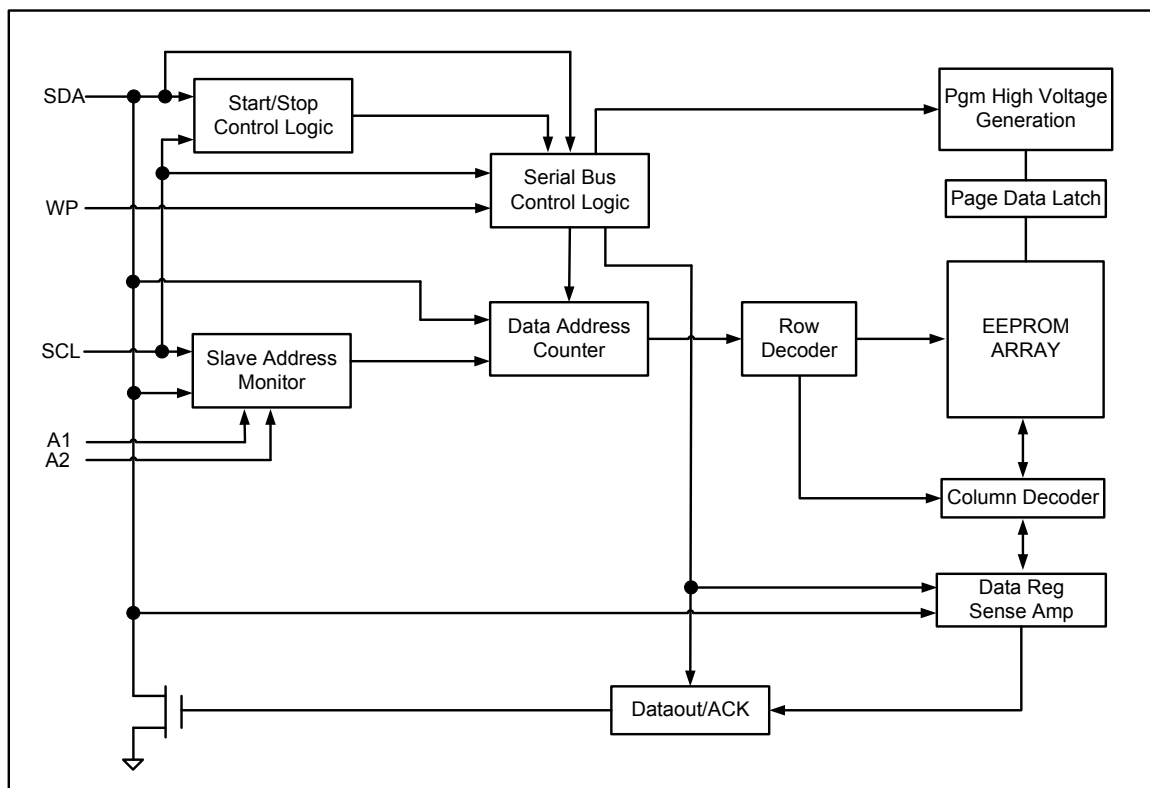 SDA
Start/Stop
Control Logic
Pgm High Voltage
Generation
Serial Bus
Control Logic
WP
Page Data Latch
Data Address
Counter
Row
Decoder
EEPROM
ARRAY
SCL
Slave Address
Monitor
A1
A2
Column Decoder
Data Reg
Sense Amp
Dataout/ACK